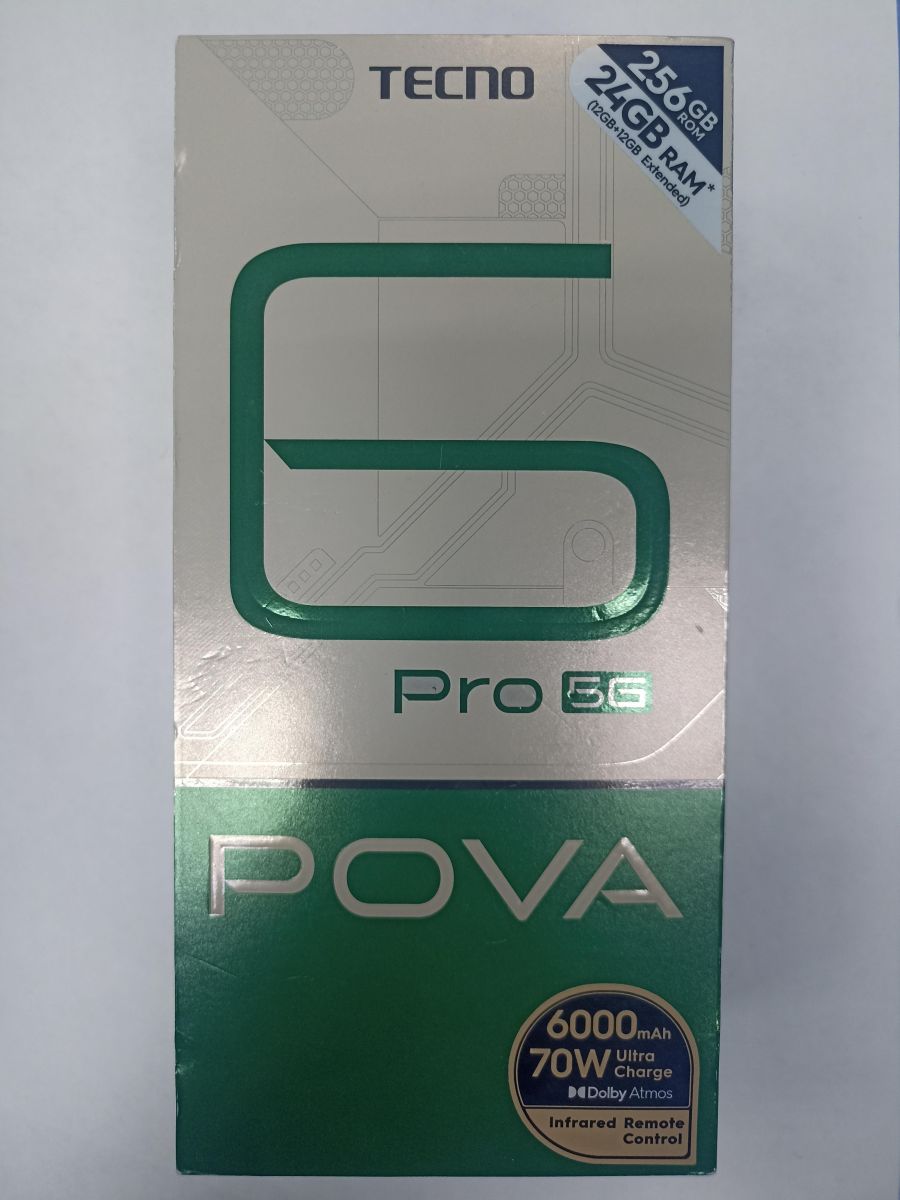 TECNO
256GB
ROM
24GB RAM*
(12GB+12GB Extended)
6
Pro 5G
POVA
6000mAh
70W Ultra
Charge
Dolby Atmos
Infrared Remote
Control